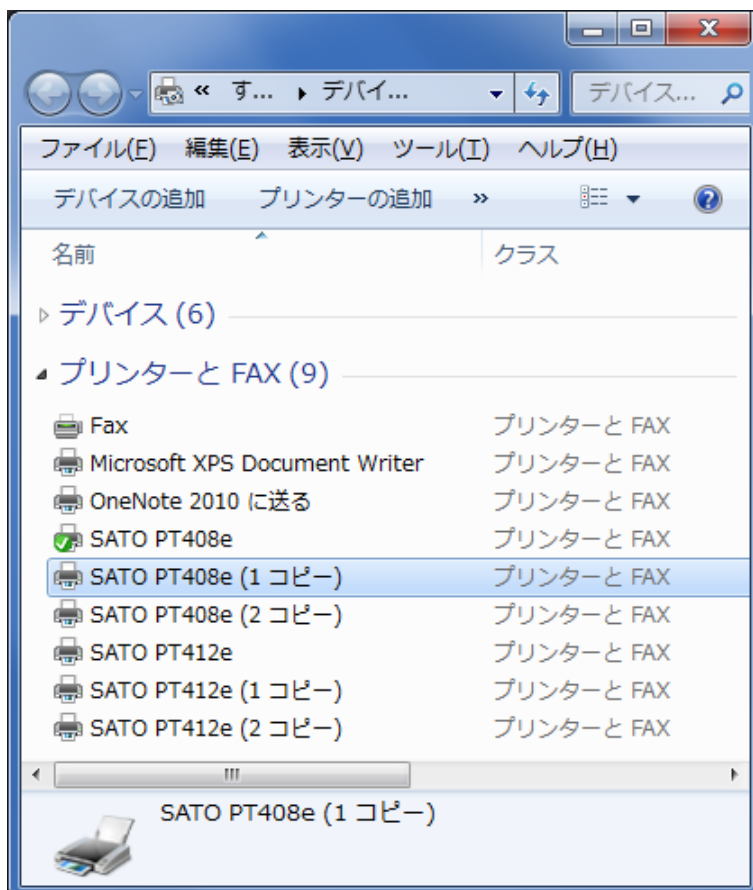 « す... デバイ... デバイス...
ファイル(F) 編集(E) 表示(V) ツール(T) ヘルプ(H)
デバイスの追加 プリンターの追加 »
名前 クラス
デバイス (6)
プリンターと FAX (9)
Fax プリンターと FAX
Microsoft XPS Document Writer プリンターと FAX
OneNote 2010 に送る プリンターと FAX
SATO PT408e プリンターと FAX
SATO PT408e (1 コピー) プリンターと FAX
SATO PT408e (2 コピー) プリンターと FAX
SATO PT412e プリンターと FAX
SATO PT412e (1 コピー) プリンターと FAX
SATO PT412e (2 コピー) プリンターと FAX
SATO PT408e (1 コピー)